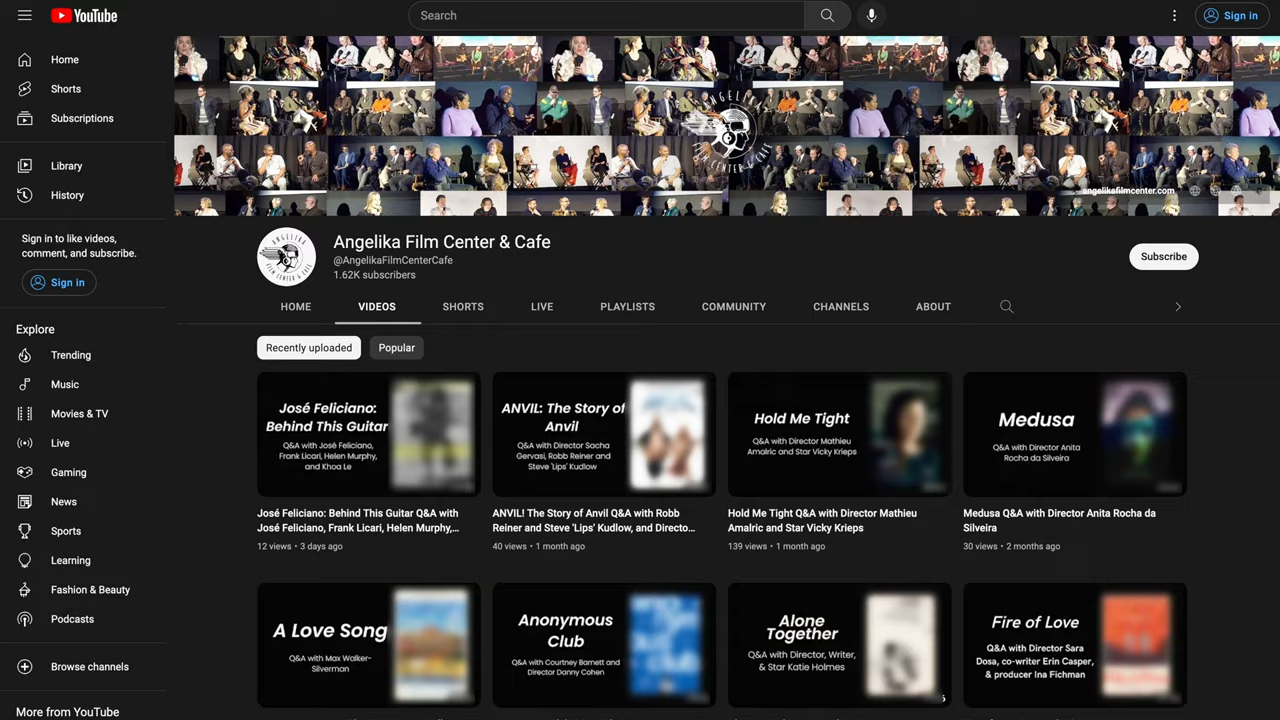 YouTube
Search
Sign in
Home
Shorts
Subscriptions
Library
History
Sign in to like videos,
comment, and subscribe.
Sign in
Explore
Trending
Music
Movies & TV
Live
Gaming
News
Sports
Learning
Fashion & Beauty
Podcasts
Browse channels
More from YouTube
ANGELIKA
FILM CENTER & CAFE
angelikafilmcenter.com
ANGELIKA
FILM CENTER & CAFE
Angelika Film Center & Cafe
@AngelikaFilmCenterCafe
1.62K subscribers
Subscribe
HOME
VIDEOS
SHORTS
LIVE
PLAYLISTS
COMMUNITY
CHANNELS
ABOUT
Recently uploaded
Popular
José Feliciano:
Behind This Guitar
Q&A with José Feliciano,
Frank Licari, Helen Murphy,
and Khoa Le
José Feliciano: Behind This Guitar Q&A with
José Feliciano, Frank Licari, Helen Murphy,...
12 views • 3 days ago
ANVIL: The Story of
Anvil
Q&A with Director Sacha
Gervasi, Robb Reiner and
Steve 'Lips' Kudlow
ANVIL! The Story of Anvil Q&A with Robb
Reiner and Steve 'Lips' Kudlow, and Directo...
40 views • 1 month ago
Hold Me Tight
Q&A with Director Mathieu
Amalric and Star Vicky Krieps
Hold Me Tight Q&A with Director Mathieu
Amalric and Star Vicky Krieps
139 views • 1 month ago
Medusa
Q&A with Director Anita
Rocha da Silveira
Medusa Q&A with Director Anita Rocha da
Silveira
30 views • 2 months ago
A Love Song
Q&A with Max Walker-
Silverman
Anonymous
Club
Q&A with Courtney Barnett and
Director Danny Cohen
Alone
Together
Q&A with Director, Writer,
& Star Katie Holmes
Fire of Love
Q&A with Director Sara
Dosa, co-writer Erin Casper,
& producer Ina Fichman